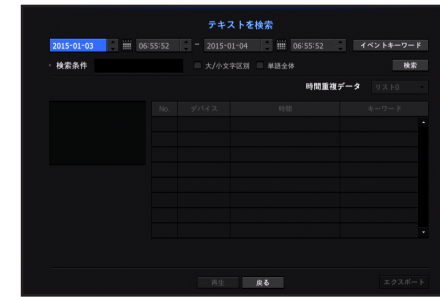 テキストを検索
2015-01-03 06:55:52 ~ 2015-01-04 06:55:52 イベントキーワード
・検索条件 大/小文字区別 単語全体 検索
時間重複データ リスト0
No. デバイス 時間 キーワード
再生 戻る エクスポート